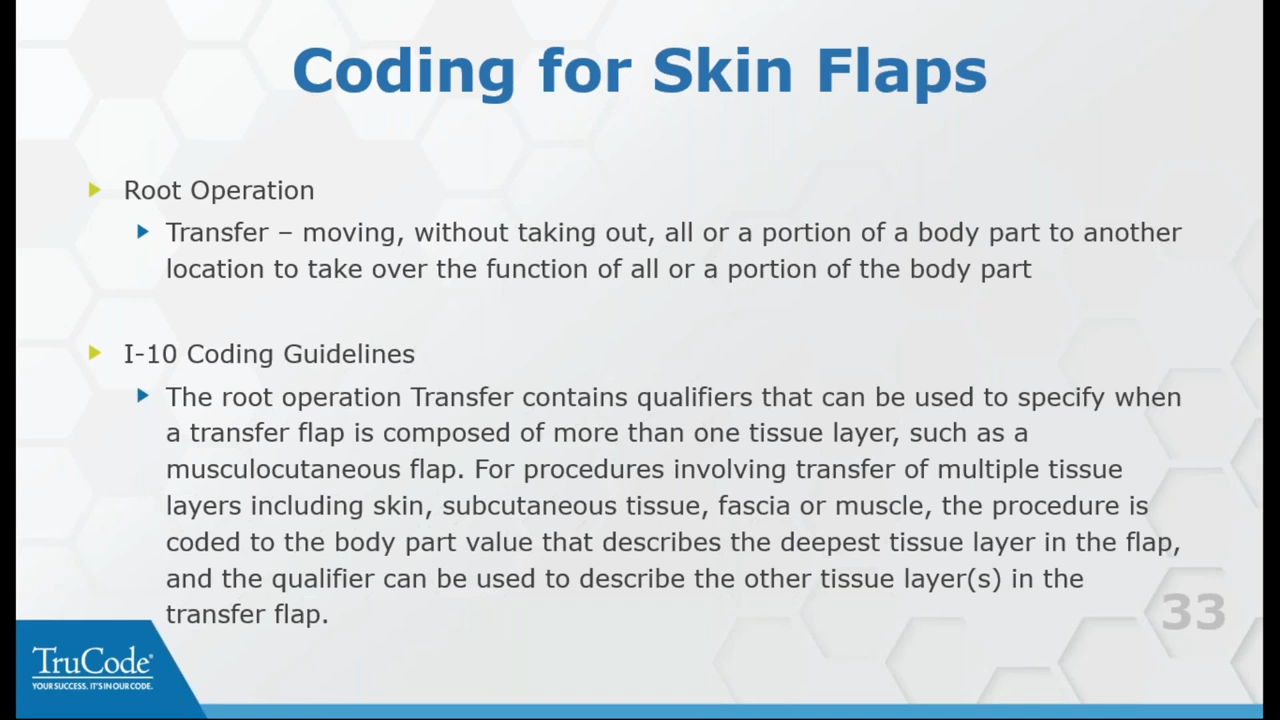 Coding for Skin Flaps
Root Operation
Transfer – moving, without taking out, all or a portion of a body part to another
location to take over the function of all or a portion of the body part
I-10 Coding Guidelines
The root operation Transfer contains qualifiers that can be used to specify when
a transfer flap is composed of more than one tissue layer, such as a
musculocutaneous flap. For procedures involving transfer of multiple tissue
layers including skin, subcutaneous tissue, fascia or muscle, the procedure is
coded to the body part value that describes the deepest tissue layer in the flap,
and the qualifier can be used to describe the other tissue layer(s) in the
transfer flap.
33
TruCode®
YOUR SUCCESS. IT'S IN OUR CODE.